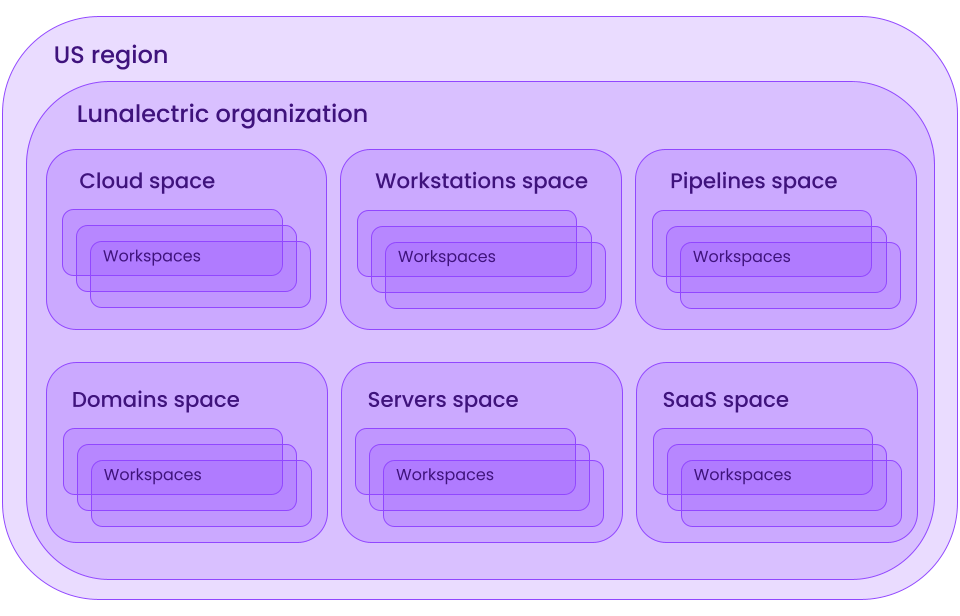 US region
Lunalectric organization
Cloud space
Workspaces
Workstations space
Workspaces
Pipelines space
Workspaces
Domains space
Workspaces
Servers space
Workspaces
SaaS space
Workspaces